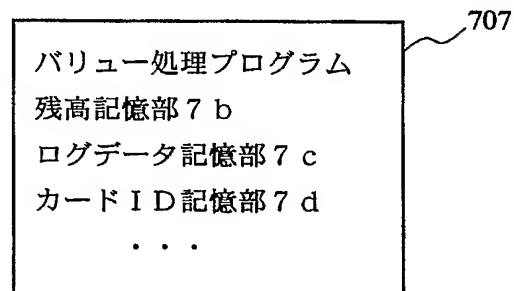 707
バリュー処理プログラム
残高記憶部７ｂ
ログデータ記憶部７ｃ
カードＩＤ記憶部７ｄ
・・・